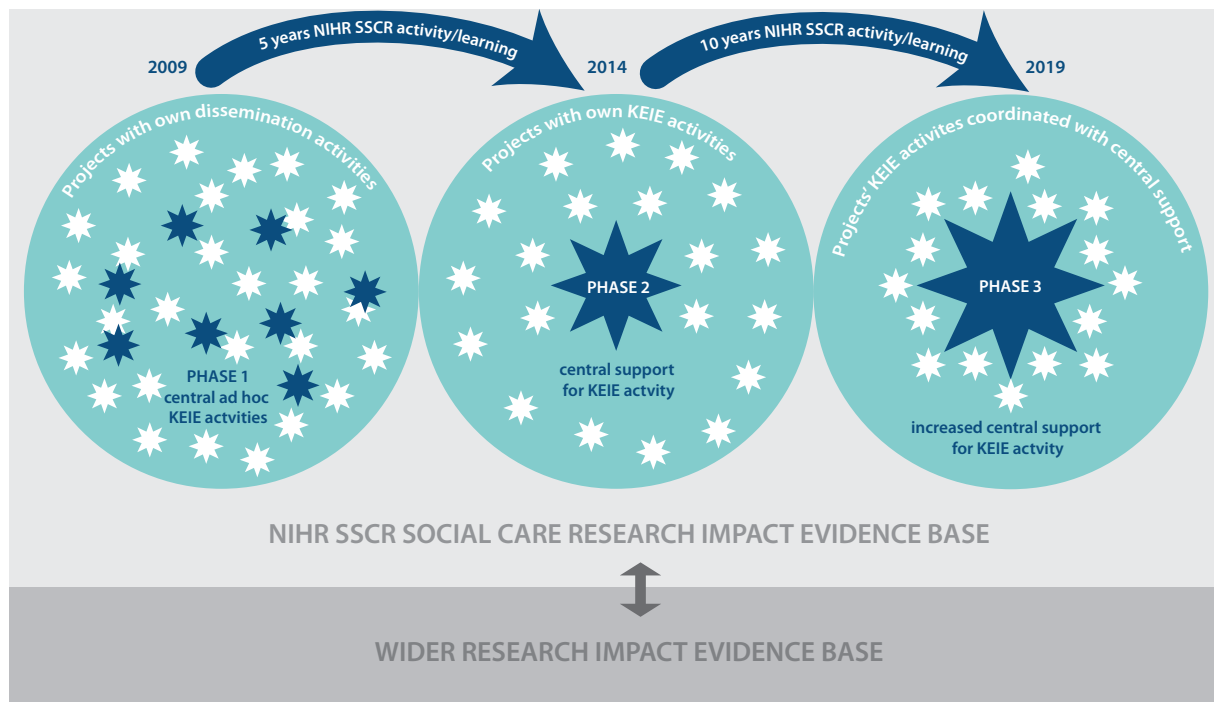 5 years NIHR SSCR activity/learning
10 years NIHR SSCR activity/learning
2009
2014
2019
Projects with own dissemination activities
PHASE 1
central ad hoc
KEIE actvities
Projects with own KEIE activities
PHASE 2
central support
for KEIE actvity
Projects' KEIE activites coordinated with central support
PHASE 3
increased central support
for KEIE actvity
NIHR SSCR SOCIAL CARE RESEARCH IMPACT EVIDENCE BASE
WIDER RESEARCH IMPACT EVIDENCE BASE